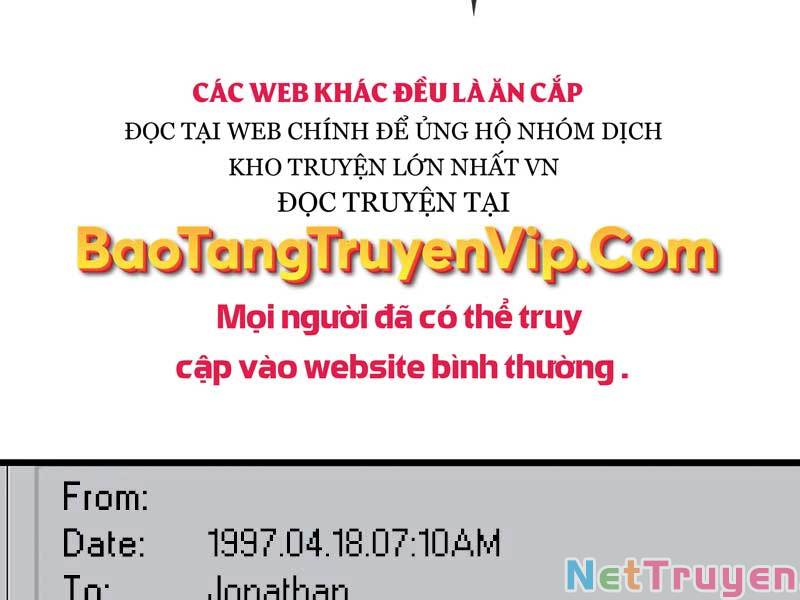 CÁC WEB KHÁC ĐỀU LÀ ĂN CẮP
ĐỌC TẠI WEB CHÍNH ĐỂ ỦNG HỘ NHÓM DỊCH
KHO TRUYỆN LỚN NHẤT VN
ĐỌC TRUYỆN TẠI
BaoTangTruyenVip.Com
Mọi người đã có thể truy
cập vào website bình thường .
From:
Date: 1997.04.18.07:10AM
To: Jonathan
NetTruyen